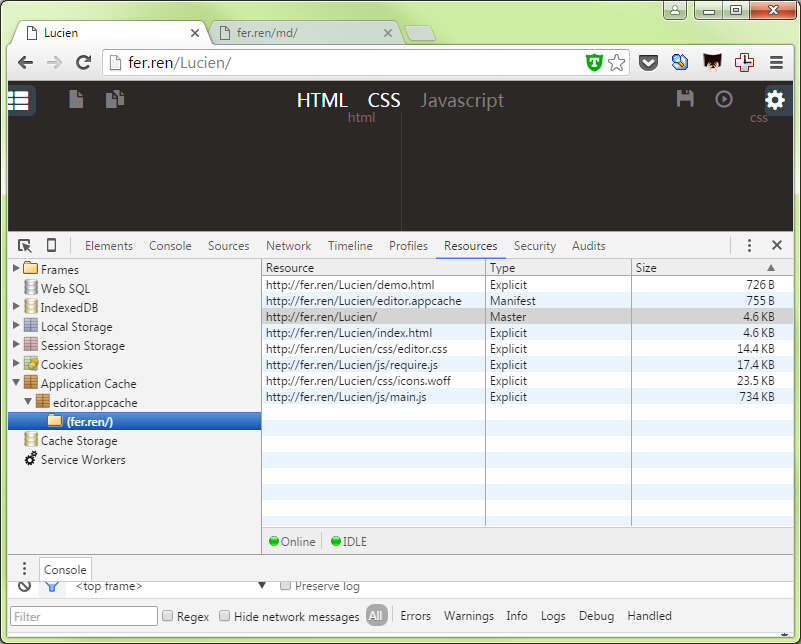 Lucien fer.ren/md/
fer.ren/Lucien/
HTML CSS Javascript
html css
Elements Console Sources Network Timeline Profiles Resources Security Audits
Frames
Web SQL
IndexedDB
Local Storage
Session Storage
Cookies
Application Cache
editor.appcache
(fer.ren/)
Cache Storage
Service Workers
Resource Type Size
http://fer.ren/Lucien/demo.html Explicit 726 B
http://fer.ren/Lucien/editor.appcache Manifest 755 B
http://fer.ren/Lucien/ Master 4.6 KB
http://fer.ren/Lucien/index.html Explicit 4.6 KB
http://fer.ren/Lucien/css/editor.css Explicit 14.4 KB
http://fer.ren/Lucien/js/require.js Explicit 17.4 KB
http://fer.ren/Lucien/css/icons.woff Explicit 23.5 KB
http://fer.ren/Lucien/js/main.js Explicit 734 KB
Online IDLE
Console
<top frame> Preserve log
Filter Regex Hide network messages All Errors Warnings Info Logs Debug Handled